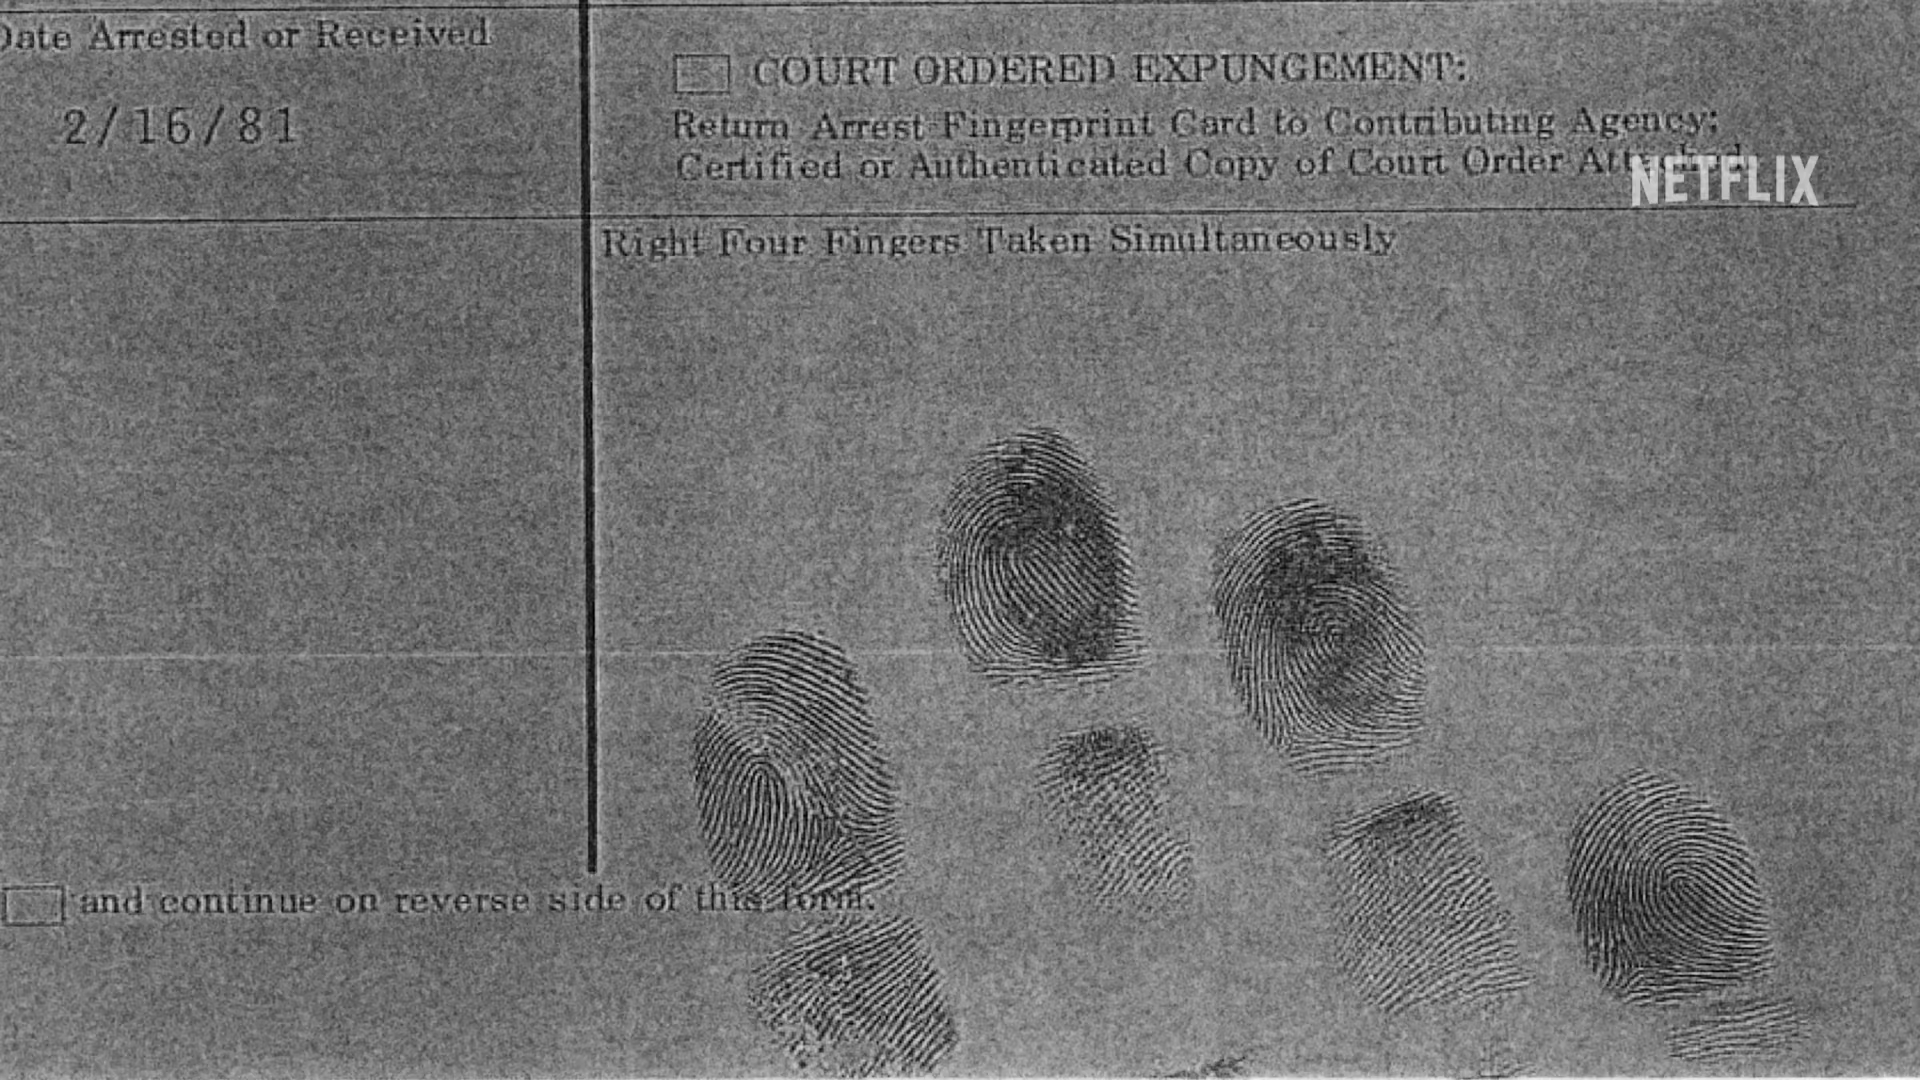 Date Arrested or Received
2/16/81
COURT ORDERED EXPUNGEMENT:
Return Arrest Fingerprint Card to Contributing Agency;
Certified or Authenticated Copy of Court Order Attached.
NETFLIX
Right Four Fingers Taken Simultaneously
and continue on reverse side of this form.